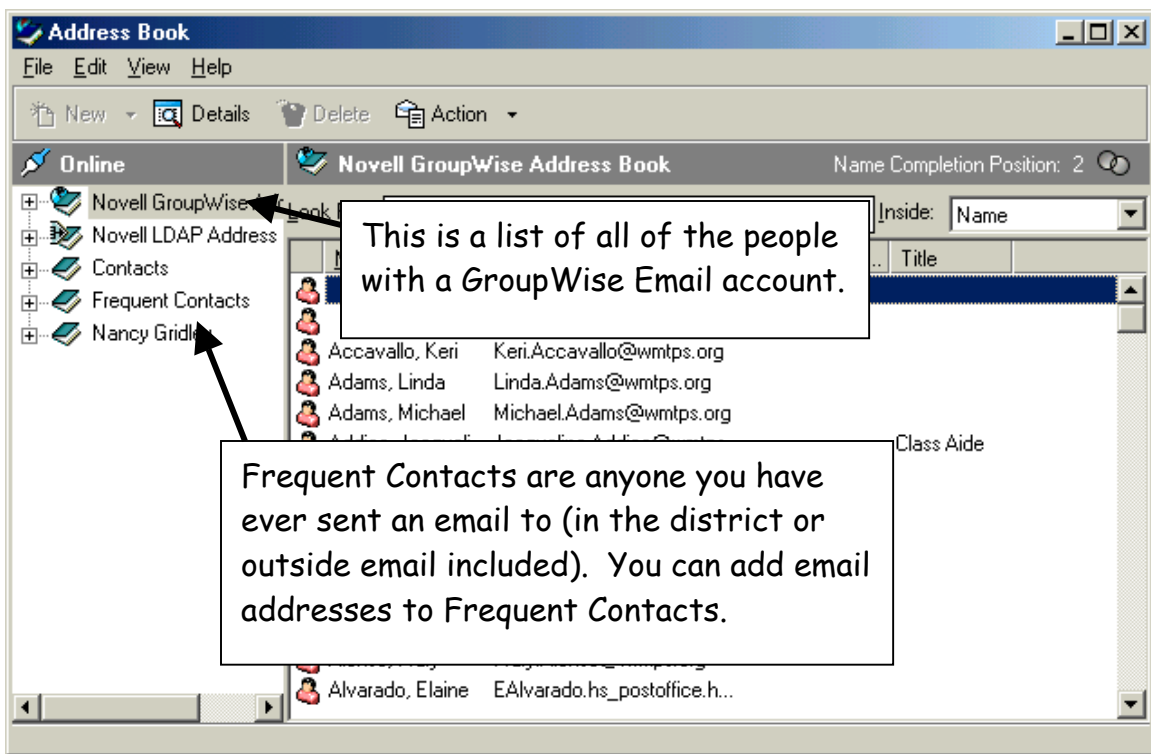 Address Book
File Edit View Help
New Details Delete Action
Online
Novell GroupWise Address Book Name Completion Position: 2
Novell GroupWise
Novell LDAP Address
Contacts
Frequent Contacts
Nancy
Look Inside: Name
Title
This is a list of all of the people
with a GroupWise Email account.
Accavallo, Keri Keri.Accavallo@wmtps.org
Adams, Linda Linda.Adams@wmtps.org
Adams, Michael Michael.Adams@wmtps.org
Class Aide
Frequent Contacts are anyone you have
ever sent an email to (in the district or
outside email included). You can add email
addresses to Frequent Contacts.
Alvarado, Elaine EAlvarado.hs_postoffice.h...